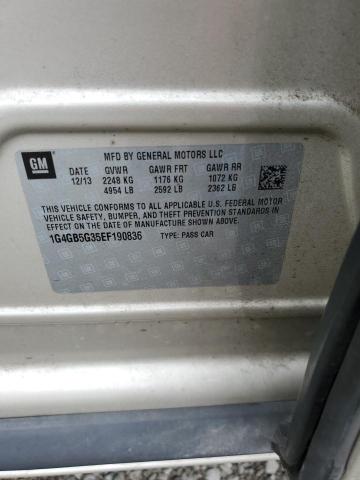 GM
MFD BY GENERAL MOTORS LLC
DATE GVWR GAWR FRT GAWR RR
12/13 2248 KG 1176 KG 1072 KG
4954 LB 2592 LB 2362 LB
THIS VEHICLE CONFORMS TO ALL APPLICABLE U.S. FEDERAL MOTOR
VEHICLE SAFETY, BUMPER, AND THEFT PREVENTION STANDARDS IN
EFFECT ON THE DATE OF MANUFACTURE SHOWN ABOVE.
1G4GB5G35EF190836 TYPE: PASS CAR